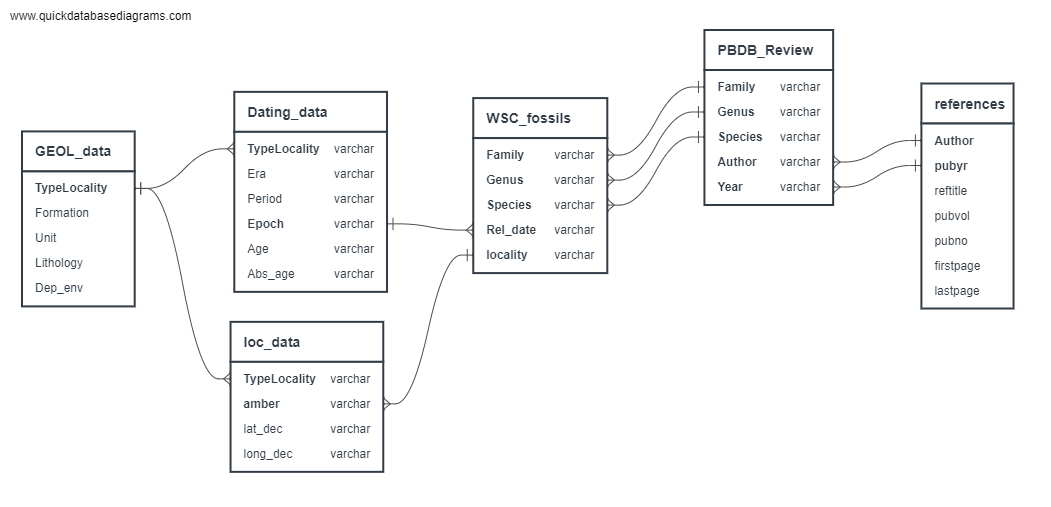 www.quickdatabasediagrams.com
GEOL_data
TypeLocality
Formation
Unit
Lithology
Dep_env
Dating_data
TypeLocality varchar
Era varchar
Period varchar
Epoch varchar
Age varchar
Abs_age varchar
loc_data
TypeLocality varchar
amber varchar
lat_dec varchar
long_dec varchar
WSC_fossils
Family varchar
Genus varchar
Species varchar
Rel_date varchar
locality varchar
PBDB_Review
Family varchar
Genus varchar
Species varchar
Author varchar
Year varchar
references
Author
pubyr
reftitle
pubvol
pubno
firstpage
lastpage